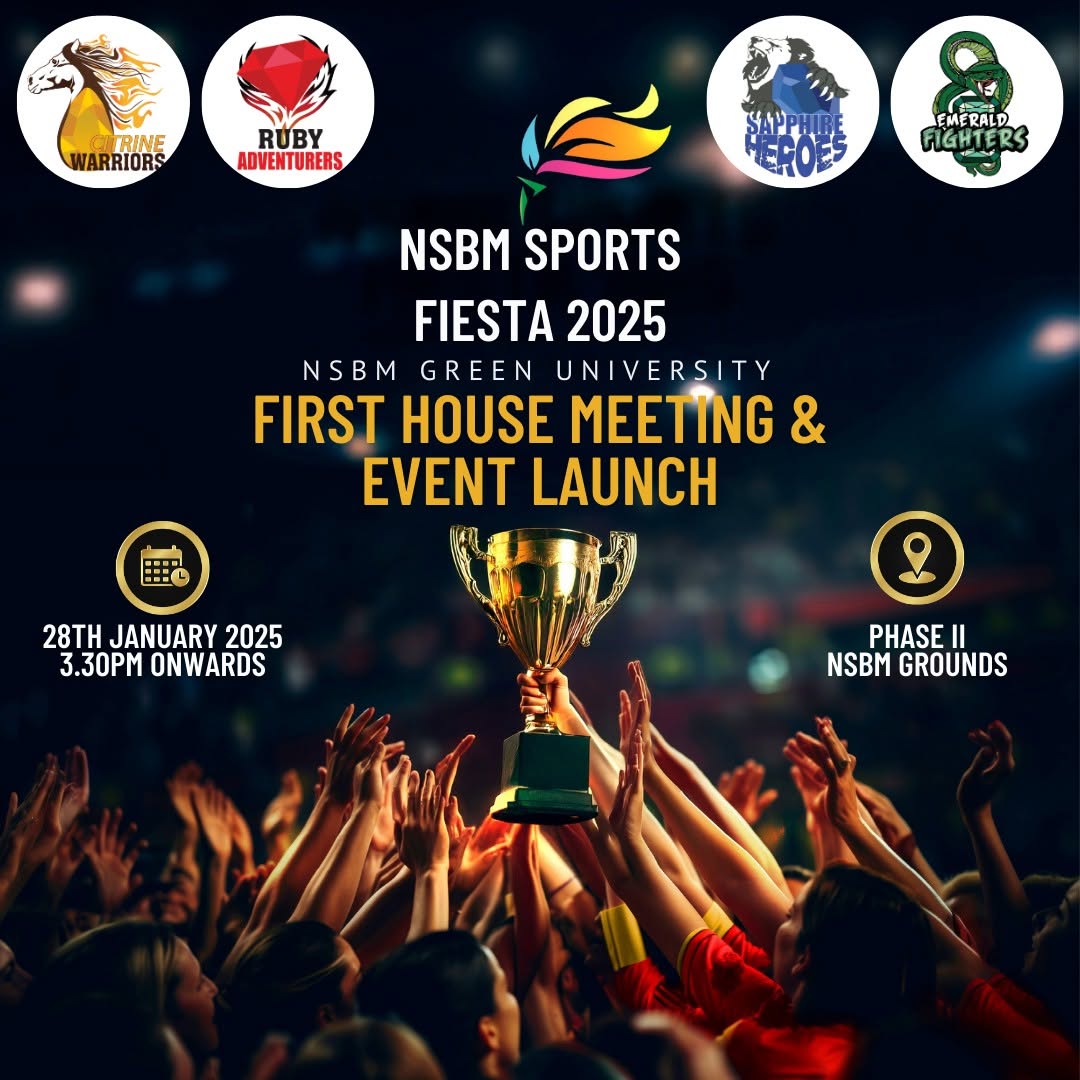 CITRINE
WARRIORS
RUBY
ADVENTURERS
SAPPHIRE
HEROES
EMERALD
FIGHTERS
NSBM SPORTS
FIESTA 2025
NSBM GREEN UNIVERSITY
FIRST HOUSE MEETING &
EVENT LAUNCH
28TH JANUARY 2025
3.30PM ONWARDS
PHASE II
NSBM GROUNDS